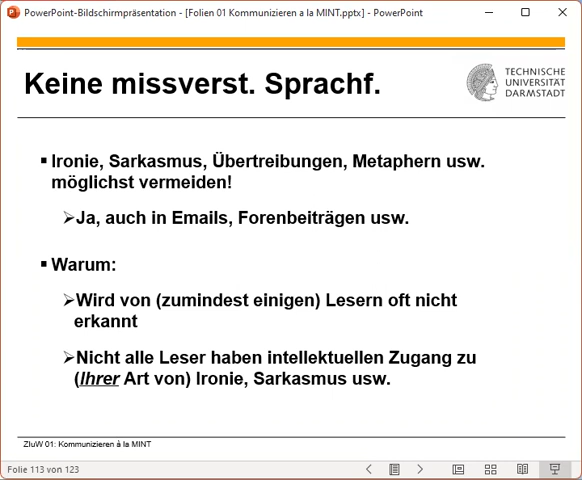 PowerPoint-Bildschirmpräsentation - [Folien 01 Kommunizieren a la MINT.pptx] - PowerPoint
Keine missverst. Sprachf.
TECHNISCHE
UNIVERSITÄT
DARMSTADT
▪ Ironie, Sarkasmus, Übertreibungen, Metaphern usw.
möglichst vermeiden!
➢Ja, auch in Emails, Forenbeiträgen usw.
▪ Warum:
➢Wird von (zumindest einigen) Lesern oft nicht
erkannt
➢Nicht alle Leser haben intellektuellen Zugang zu
(Ihrer Art von) Ironie, Sarkasmus usw.
ZIuW 01: Kommunizieren à la MINT
Folie 113 von 123